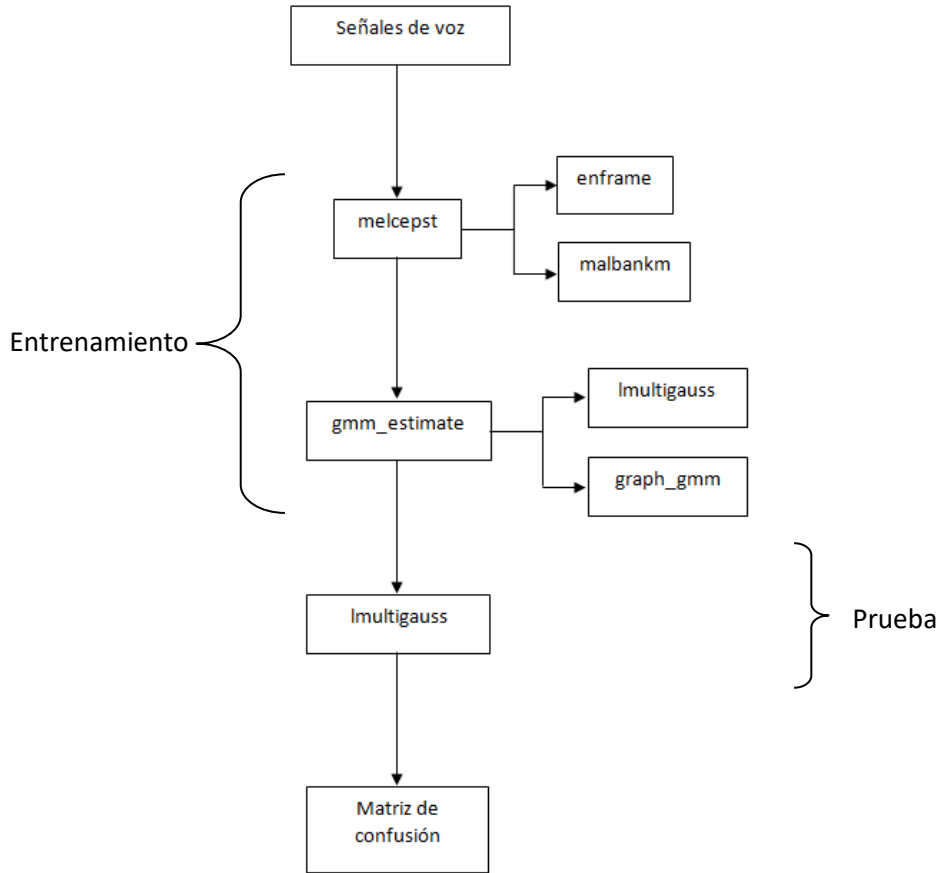 Señales de voz
enframe
melcepst
malbankm
Entrenamiento
lmultigauss
gmm_estimate
graph_gmm
lmultigauss
Prueba
Matriz de
confusión